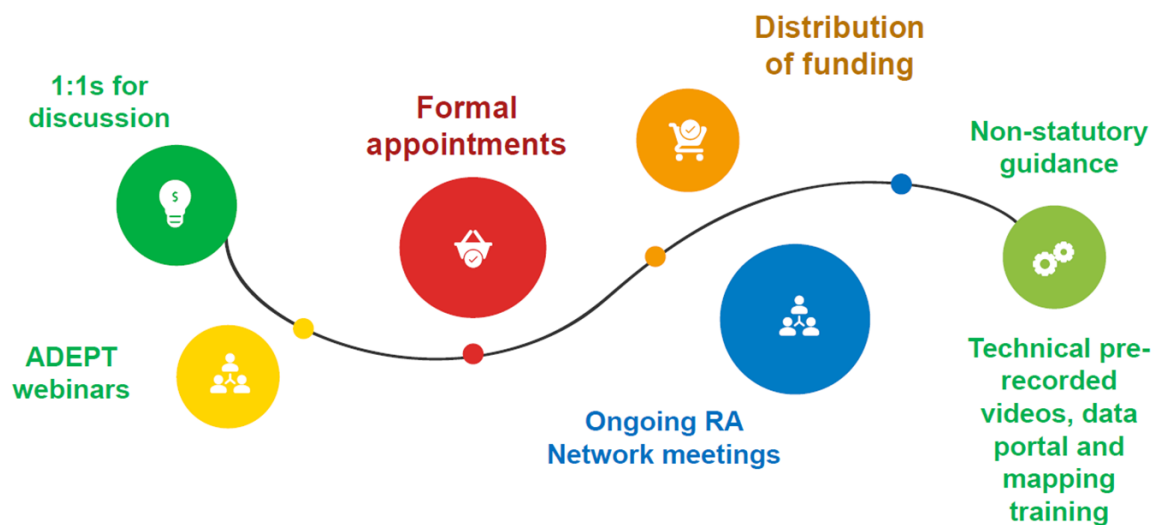 1:1s for
discussion
ADEPT
webinars
Formal
appointments
Distribution
of funding
Ongoing RA
Network meetings
Non-statutory
guidance
Technical pre-
recorded
videos, data
portal and
mapping
training
$